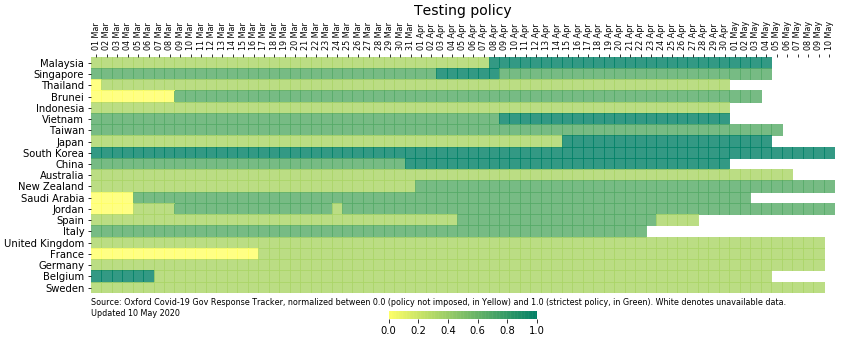 Testing policy
01 Mar 02 Mar 03 Mar 04 Mar 05 Mar 06 Mar 07 Mar 08 Mar 09 Mar 10 Mar 11 Mar 12 Mar 13 Mar 14 Mar 15 Mar 16 Mar 17 Mar 18 Mar 19 Mar 20 Mar 21 Mar 22 Mar 23 Mar 24 Mar 25 Mar 26 Mar 27 Mar 28 Mar 29 Mar 30 Mar 31 Mar 01 Apr 02 Apr 03 Apr 04 Apr 05 Apr 06 Apr 07 Apr 08 Apr 09 Apr 10 Apr 11 Apr 12 Apr 13 Apr 14 Apr 15 Apr 16 Apr 17 Apr 18 Apr 19 Apr 20 Apr 21 Apr 22 Apr 23 Apr 24 Apr 25 Apr 26 Apr 27 Apr 28 Apr 29 Apr 30 Apr 01 May 02 May 03 May 04 May 05 May 06 May 07 May 08 May 09 May 10 May
Malaysia
Singapore
Thailand
Brunei
Indonesia
Vietnam
Taiwan
Japan
South Korea
China
Australia
New Zealand
Saudi Arabia
Jordan
Spain
Italy
United Kingdom
France
Germany
Belgium
Sweden
Source: Oxford Covid-19 Gov Response Tracker, normalized between 0.0 (policy not imposed, in Yellow) and 1.0 (strictest policy, in Green). White denotes unavailable data.
Updated 10 May 2020
0.0 0.2 0.4 0.6 0.8 1.0